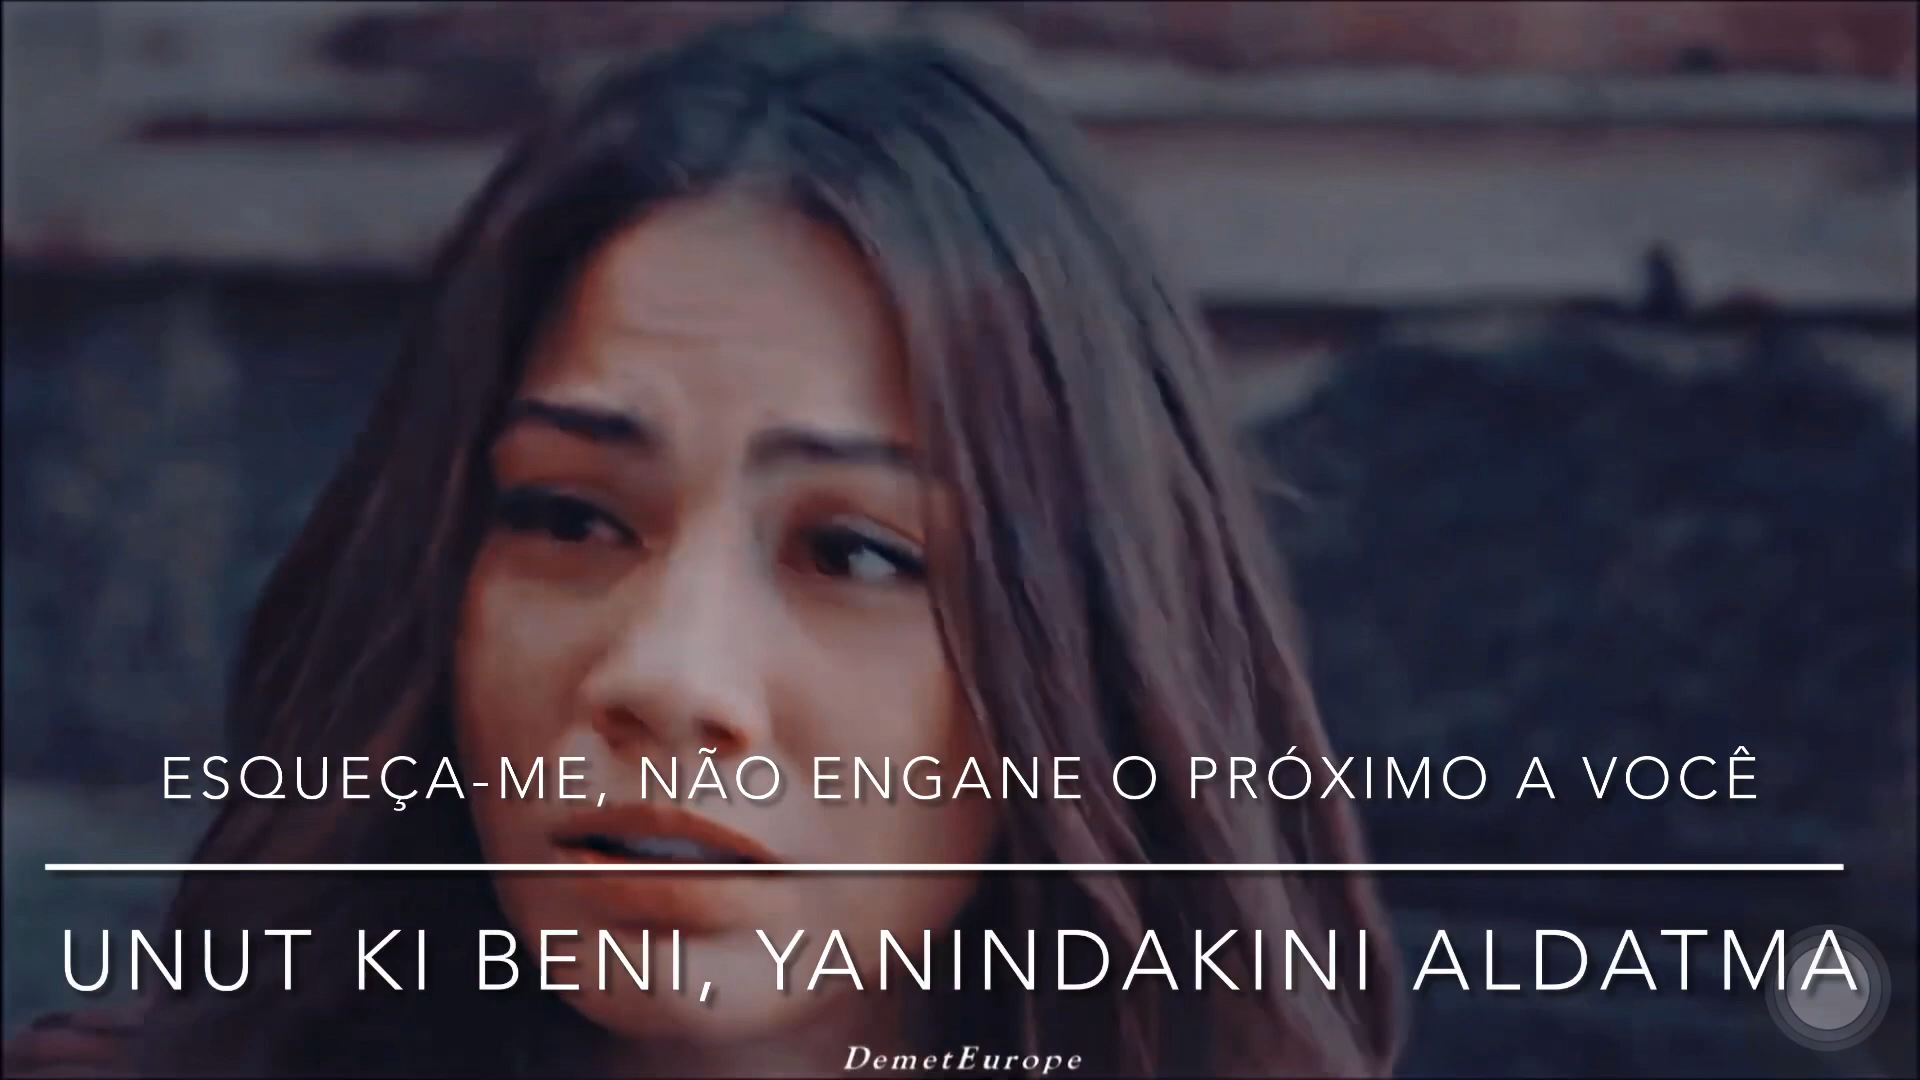 ESQUEÇA-ME, NÃO ENGANE O PRÓXIMO A VOCÊ
UNUT KI BENI, YANINDAKINI ALDATMA
DemetEurope